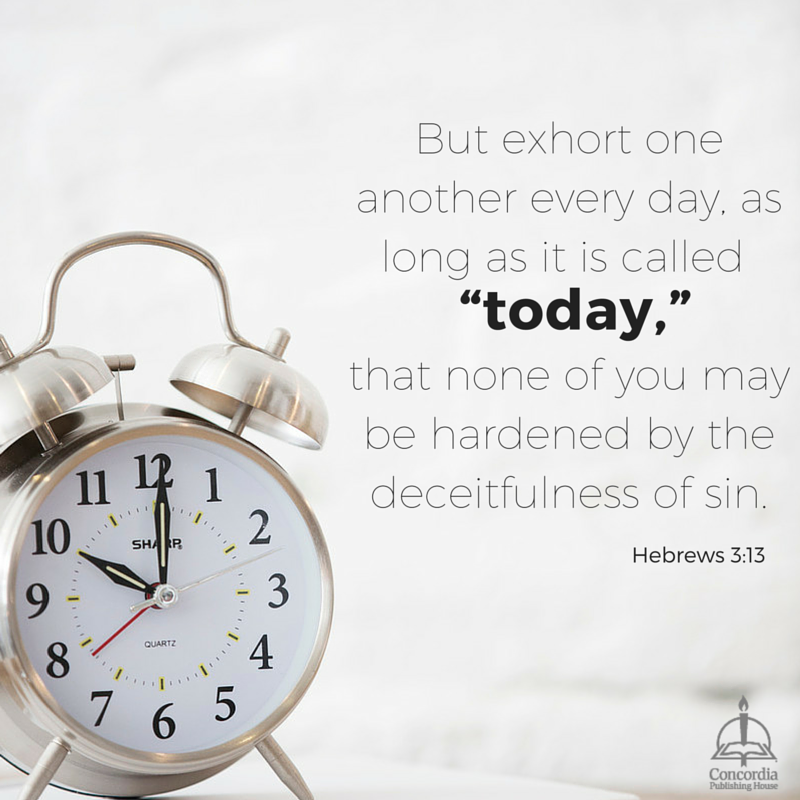 But exhort one
another every day, as
long as it is called
“today,”
that none of you may
be hardened by the
deceitfulness of sin.
Hebrews 3:13
12
1
2
3
4
5
6
7
8
9
10
11
SHARP
QUARTZ
Concordia
Publishing House